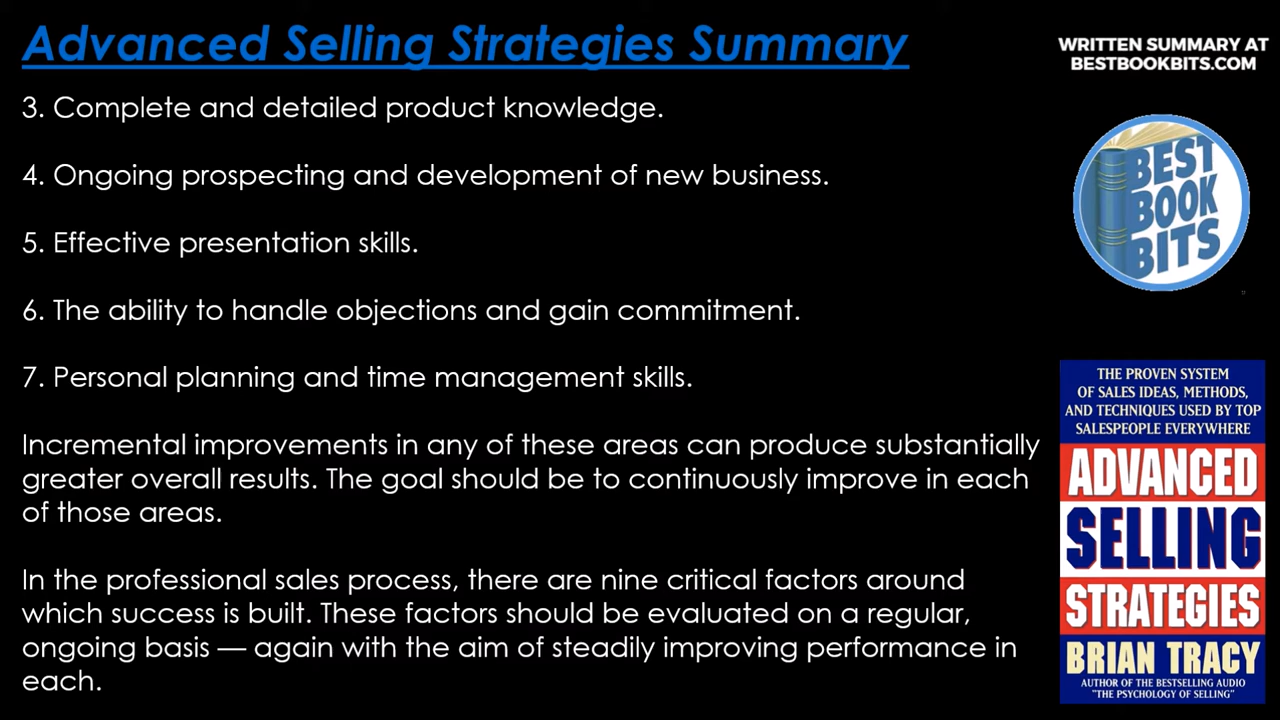 Advanced Selling Strategies Summary
WRITTEN SUMMARY AT
BESTBOOKBITS.COM
3. Complete and detailed product knowledge.
4. Ongoing prospecting and development of new business.
5. Effective presentation skills.
6. The ability to handle objections and gain commitment.
7. Personal planning and time management skills.
Incremental improvements in any of these areas can produce substantially
greater overall results. The goal should be to continuously improve in each
of those areas.
In the professional sales process, there are nine critical factors around
which success is built. These factors should be evaluated on a regular,
ongoing basis — again with the aim of steadily improving performance in
each.
BEST
BOOK
BITS
THE PROVEN SYSTEM
OF SALES IDEAS, METHODS,
AND TECHNIQUES USED BY TOP
SALESPEOPLE EVERYWHERE
ADVANCED
SELLING
STRATEGIES
BRIAN TRACY
AUTHOR OF THE BESTSELLING AUDIO
"THE PSYCHOLOGY OF SELLING"